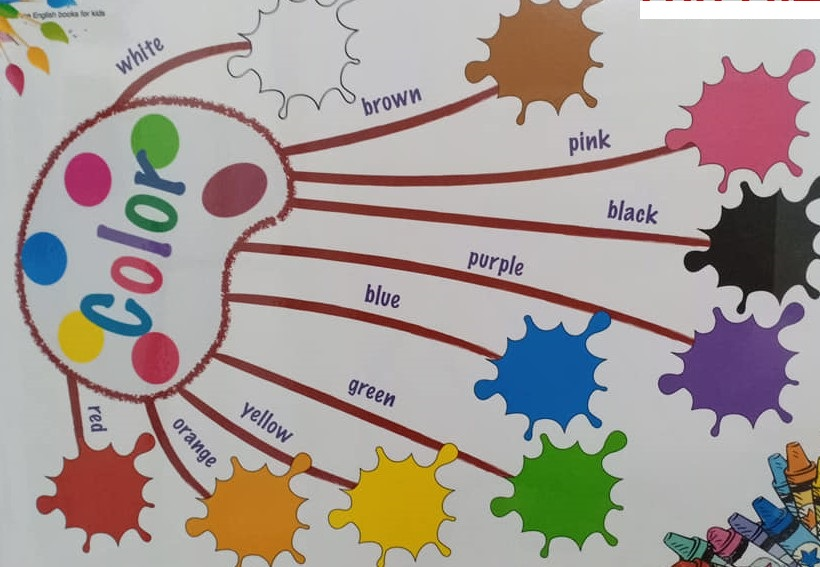 English books for kids
white
brown
pink
black
purple
blue
green
yellow
orange
red
Color